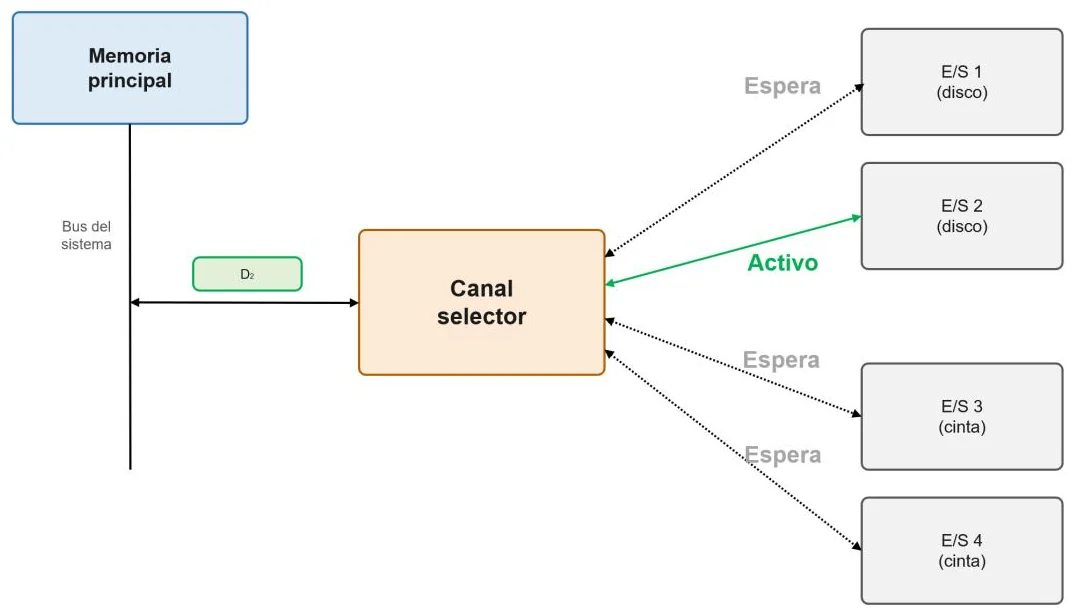 Memoria
principal
Espera
E/S 1
(disco)
E/S 2
(disco)
Bus del
sistema
D₂
Activo
Canal
selector
Espera
E/S 3
(cinta)
Espera
E/S 4
(cinta)